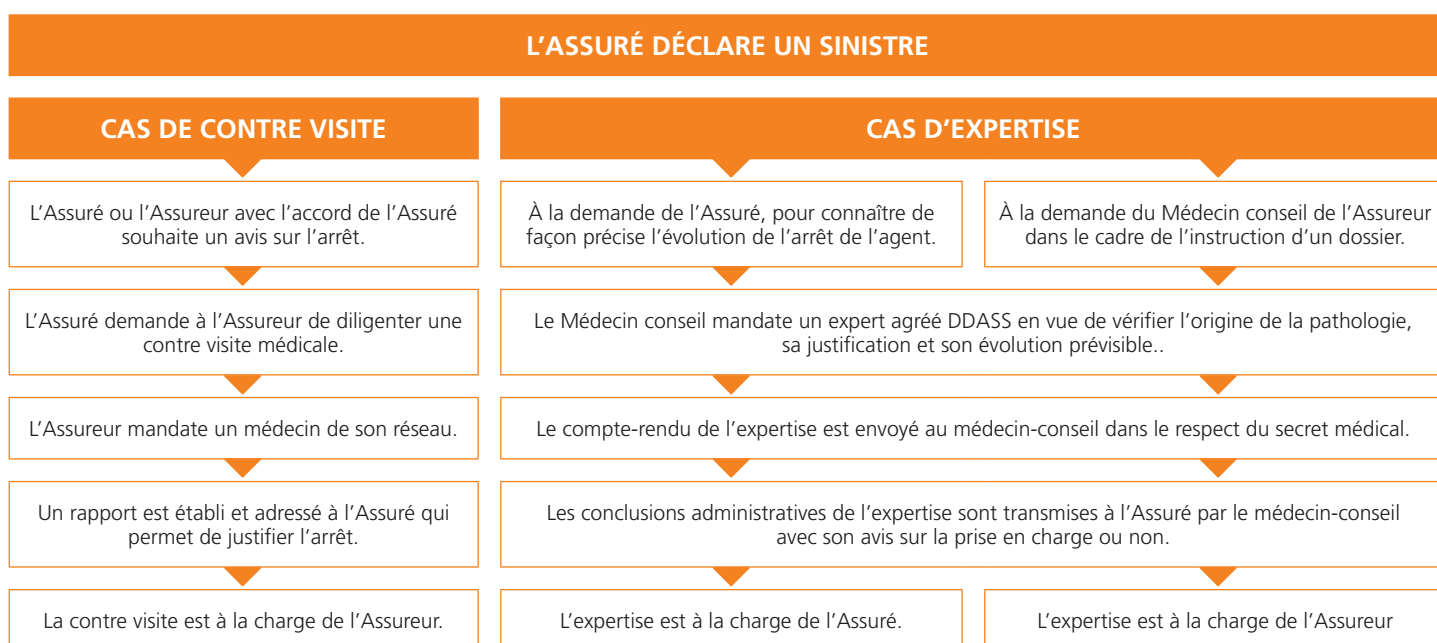 L’ASSURÉ DÉCLARE UN SINISTRE
CAS DE CONTRE VISITE
L’Assuré ou l’Assureur avec l’accord de l’Assuré
souhaite un avis sur l’arrêt.
L’Assuré demande à l’Assureur de diligenter une
contre visite médicale.
L’Assureur mandate un médecin de son réseau.
Un rapport est établi et adressé à l’Assuré qui
permet de justifier l’arrêt.
La contre visite est à la charge de l’Assureur.
CAS D’EXPERTISE
À la demande de l’Assuré, pour connaître de
façon précise l’évolution de l’arrêt de l’agent.
À la demande du Médecin conseil de l’Assureur
dans le cadre de l’instruction d’un dossier.
Le Médecin conseil mandate un expert agréé DDASS en vue de vérifier l’origine de la pathologie,
sa justification et son évolution prévisible..
Le compte-rendu de l’expertise est envoyé au médecin-conseil dans le respect du secret médical.
Les conclusions administratives de l’expertise sont transmises à l’Assuré par le médecin-conseil
avec son avis sur la prise en charge ou non.
L’expertise est à la charge de l’Assuré.
L’expertise est à la charge de l’Assureur